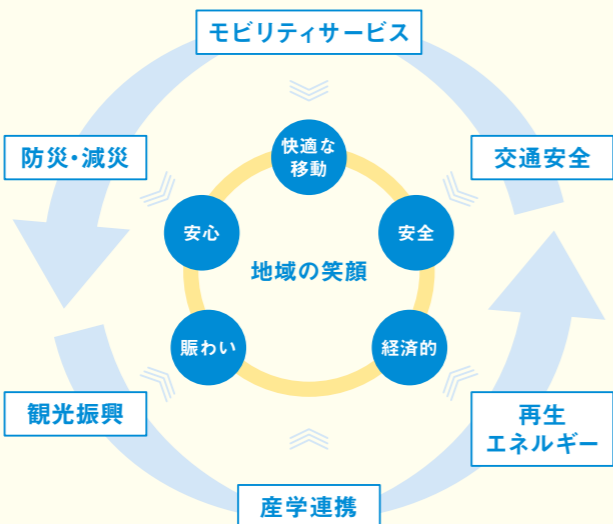 モビリティサービス
防災・減災
交通安全
快適な
移動
安心
安全
地域の笑顔
賑わい
経済的
観光振興
再生
エネルギー
産学連携